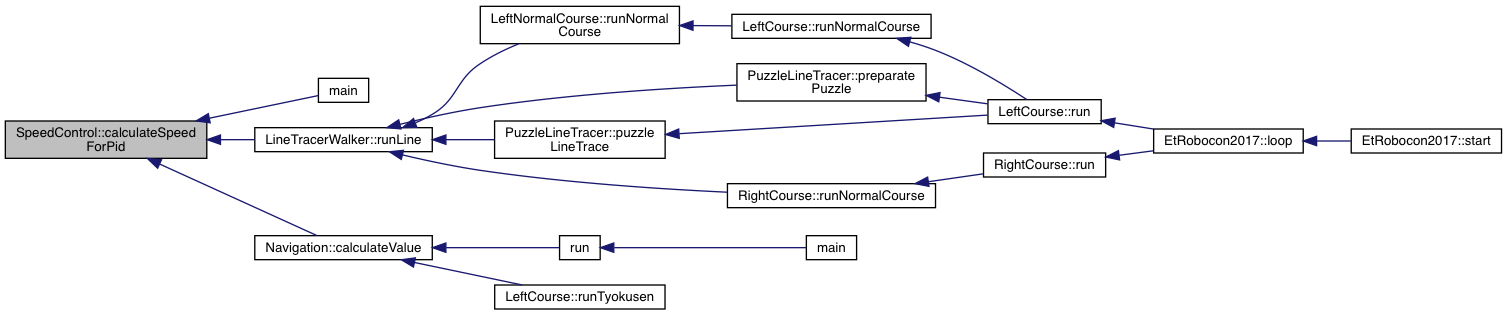 LeftNormalCourse::runNormal
Course
LeftCourse::runNormalCourse
PuzzleLineTracer::preparate
Puzzle
main
LeftCourse::run
SpeedControl::calculateSpeed
ForPid
LineTracerWalker::runLine
PuzzleLineTracer::puzzle
LineTrace
EtRobocon2017::loop
EtRobocon2017::start
RightCourse::run
RightCourse::runNormalCourse
Navigation::calculateValue
run
main
LeftCourse::runTyokusen